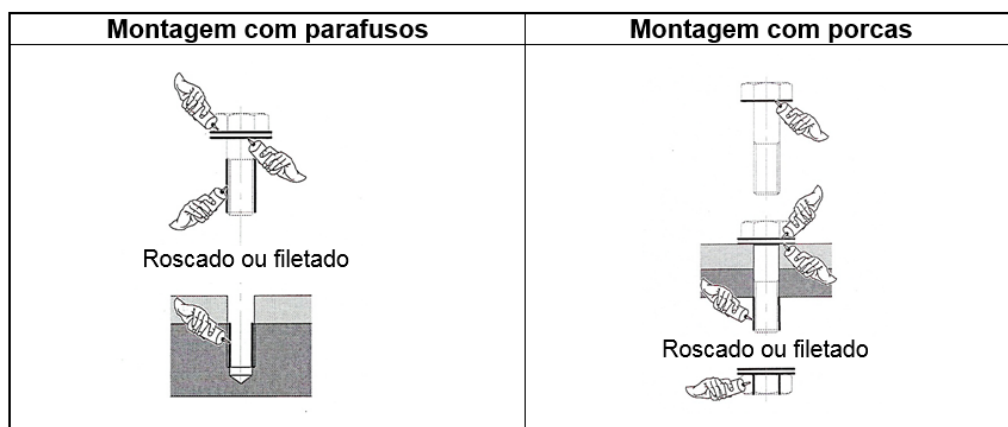 Montagem com parafusos
Montagem com porcas
Roscado ou filetado
Roscado ou filetado